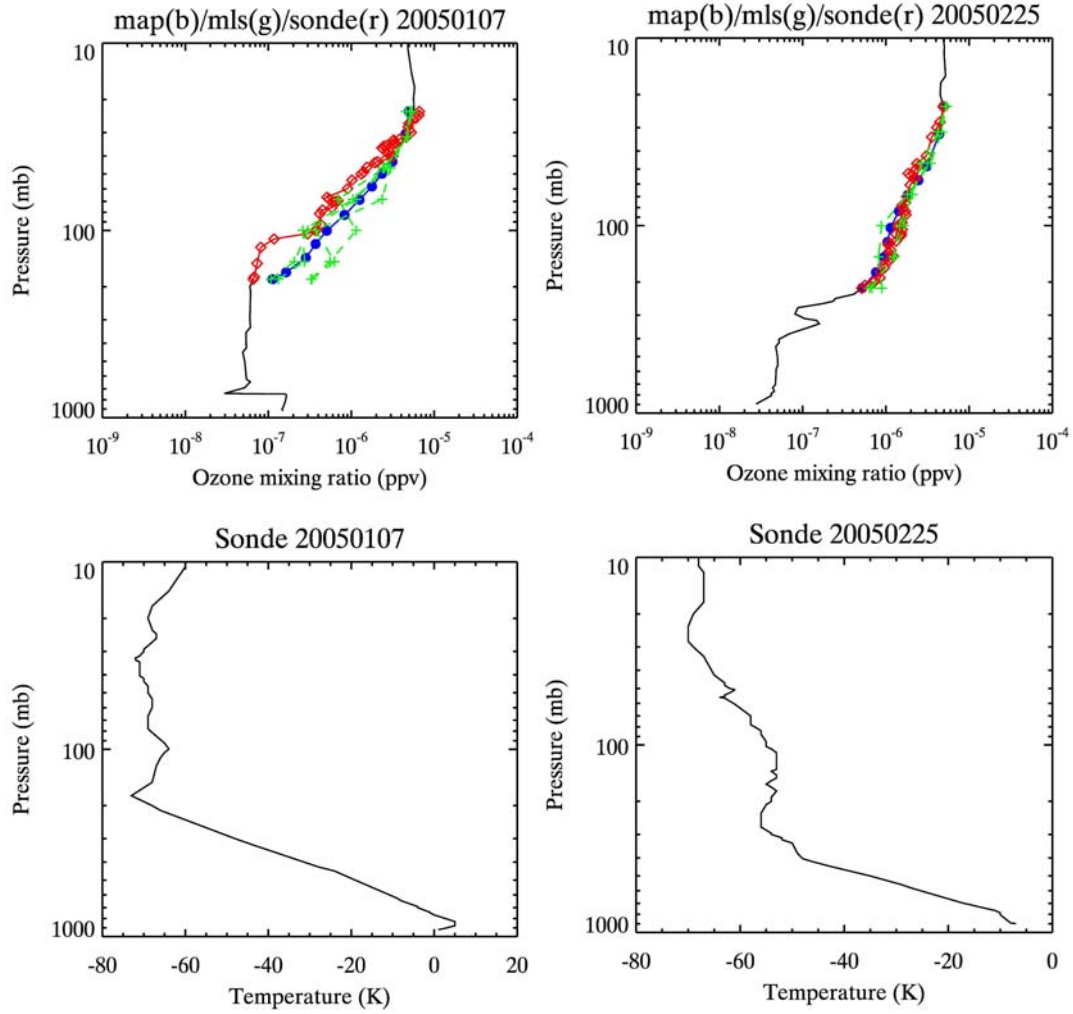 map(b)/mls(g)/sonde(r) 20050107
10
100
1000
Pressure (mb)
10-9 10-8 10-7 10-6 10-5 10-4
Ozone mixing ratio (ppv)
map(b)/mls(g)/sonde(r) 20050225
10
100
1000
Pressure (mb)
10-9 10-8 10-7 10-6 10-5 10-4
Ozone mixing ratio (ppv)
Sonde 20050107
10
100
1000
Pressure (mb)
-80 -60 -40 -20 0 20
Temperature (K)
Sonde 20050225
10
100
1000
Pressure (mb)
-80 -60 -40 -20 0
Temperature (K)